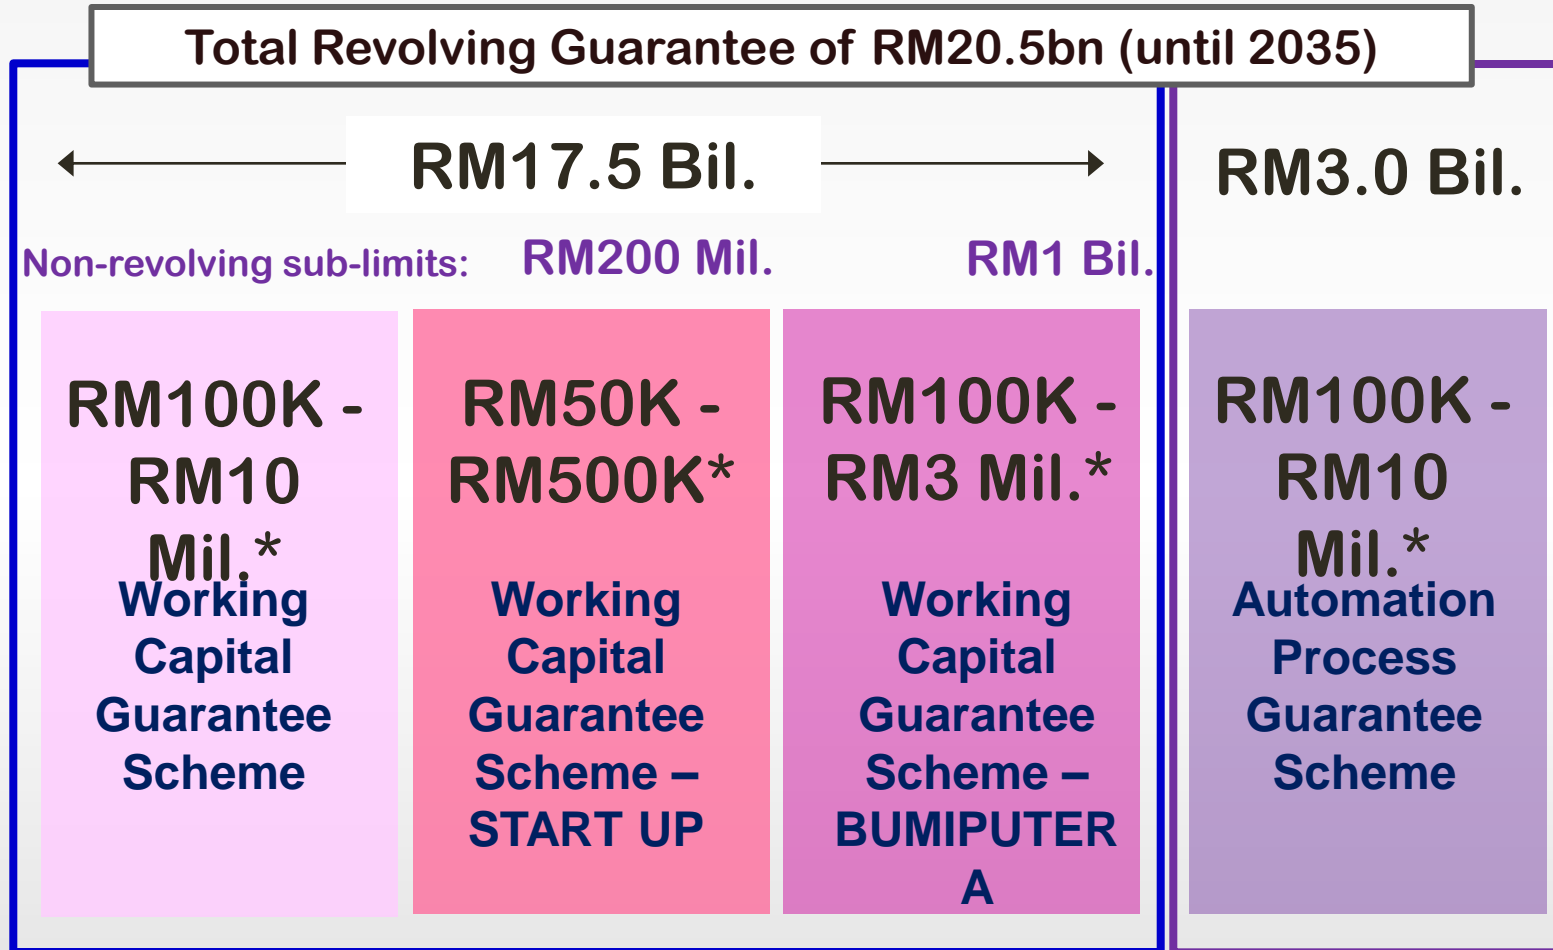 Total Revolving Guarantee of RM20.5bn (until 2035)
RM17.5 Bil.
RM3.0 Bil.
Non-revolving sub-limits:
RM200 Mil.
RM1 Bil.
RM100K -
RM10
Mil.*
Working
Capital
Guarantee
Scheme
RM50K -
RM500K*
Working
Capital
Guarantee
Scheme –
START UP
RM100K -
RM3 Mil.*
Working
Capital
Guarantee
Scheme –
BUMIPUTER
A
RM100K -
RM10
Mil.*
Automation
Process
Guarantee
Scheme